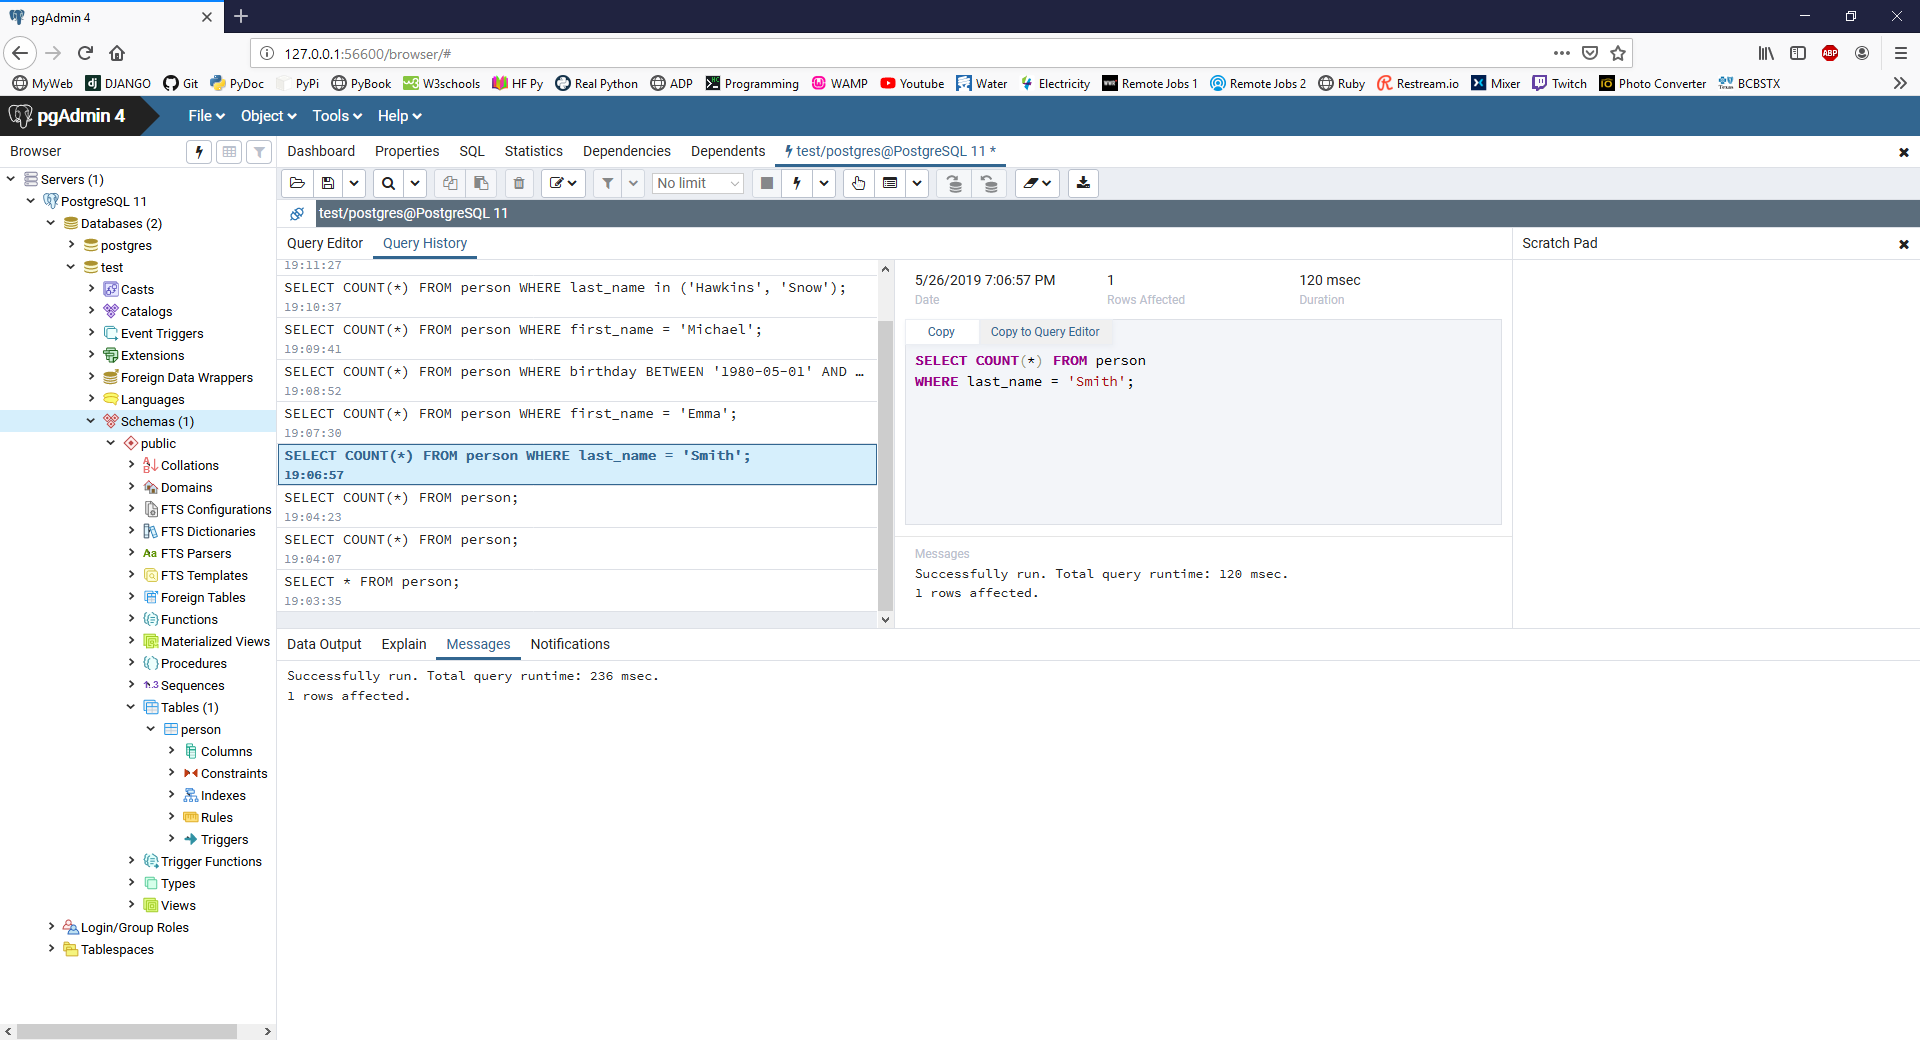 pgAdmin 4
127.0.0.1:56600/browser/#
MyWeb DJANGO Git PyDoc PyPi PyBook W3schools HF Py Real Python ADP Programming WAMP Youtube Water Electricity Remote Jobs 1 Remote Jobs 2 Ruby Restream.io Mixer Twitch Photo Converter BCBSTX
pgAdmin 4 File Object Tools Help
Browser
Dashboard Properties SQL Statistics Dependencies Dependents test/postgres@PostgreSQL 11 *
No limit
test/postgres@PostgreSQL 11
Servers (1)
PostgreSQL 11
Databases (2)
postgres
test
Casts
Catalogs
Event Triggers
Extensions
Foreign Data Wrappers
Languages
Schemas (1)
public
Collations
Domains
FTS Configurations
FTS Dictionaries
FTS Parsers
FTS Templates
Foreign Tables
Functions
Materialized Views
Procedures
Sequences
Tables (1)
person
Columns
Constraints
Indexes
Rules
Triggers
Trigger Functions
Types
Views
Login/Group Roles
Tablespaces
Query Editor Query History
19:11:27
SELECT COUNT(*) FROM person WHERE last_name in ('Hawkins', 'Snow');
19:10:37
SELECT COUNT(*) FROM person WHERE first_name = 'Michael';
19:09:41
SELECT COUNT(*) FROM person WHERE birthday BETWEEN '1980-05-01' AND …
19:08:52
SELECT COUNT(*) FROM person WHERE first_name = 'Emma';
19:07:30
SELECT COUNT(*) FROM person WHERE last_name = 'Smith';
19:06:57
SELECT COUNT(*) FROM person;
19:04:23
SELECT COUNT(*) FROM person;
19:04:07
SELECT * FROM person;
19:03:35
5/26/2019 7:06:57 PM 1 120 msec
Date Rows Affected Duration
Copy Copy to Query Editor
SELECT COUNT(*) FROM person
WHERE last_name = 'Smith';
Messages
Successfully run. Total query runtime: 120 msec.
1 rows affected.
Scratch Pad
Data Output Explain Messages Notifications
Successfully run. Total query runtime: 236 msec.
1 rows affected.